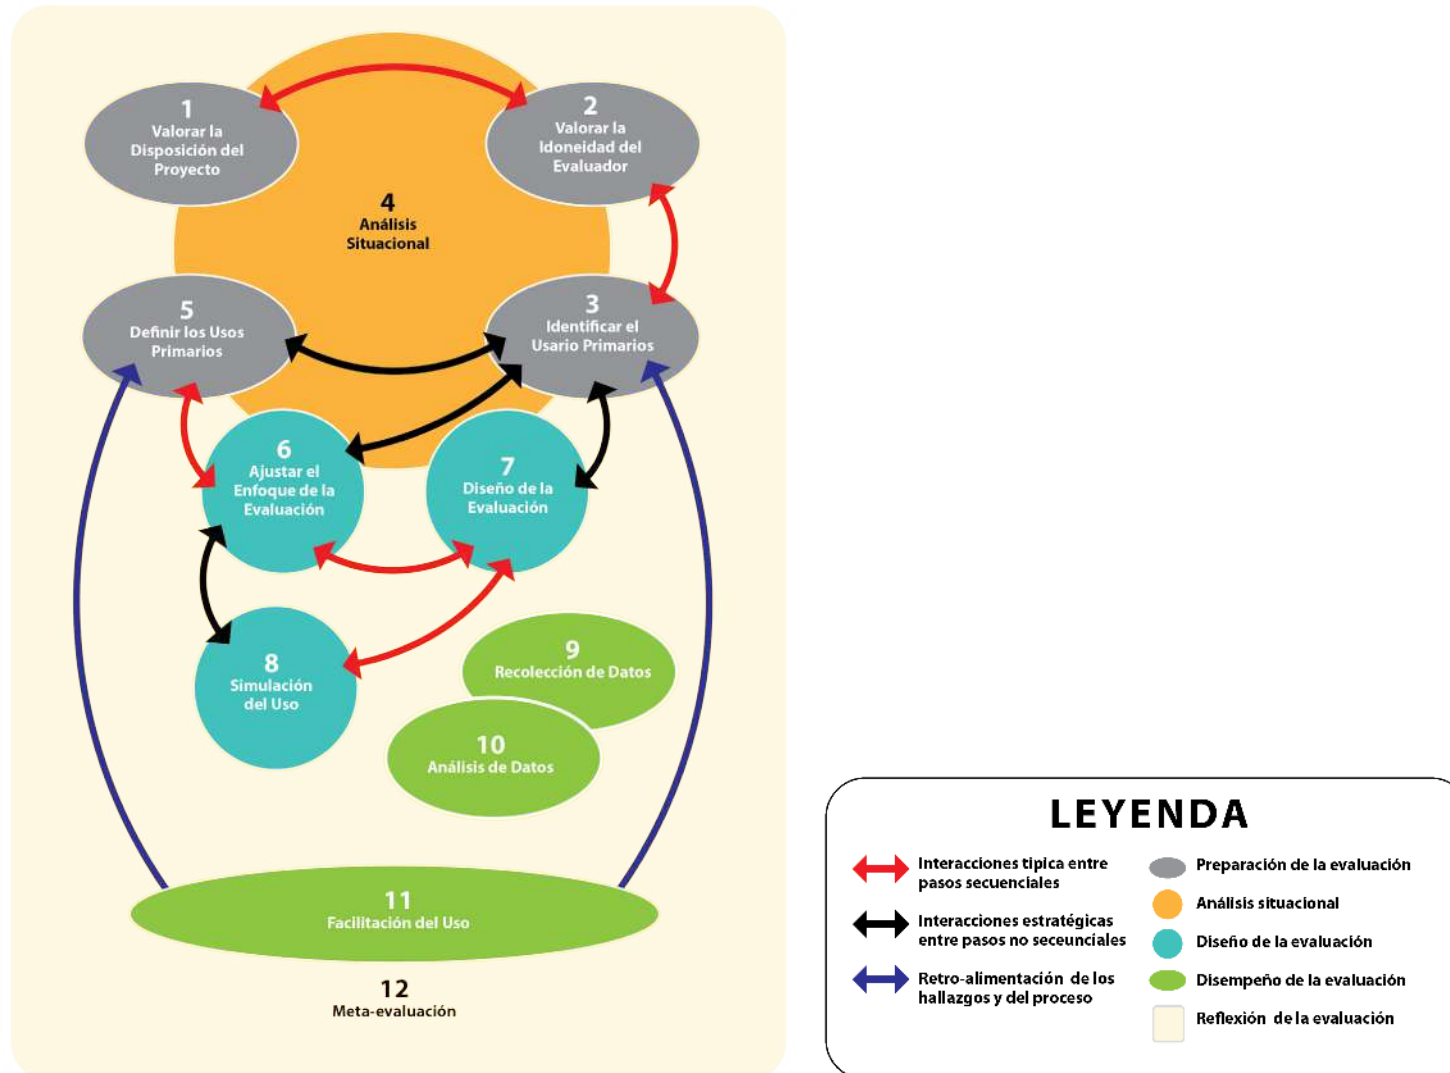 1
Valorar la
Disposición del
Proyecto
2
Valorar la
Idoneidad del
Evaluador
4
Análisis
Situacional
5
Definir los Usos
Primarios
3
Identificar el
Usario Primarios
6
Ajustar el
Enfoque de la
Evaluación
7
Diseño de la
Evaluación
8
Simulación
del Uso
9
Recolección de Datos
10
Análisis de Datos
11
Facilitación del Uso
12
Meta-evaluación
LEYENDA
Interacciones tipica entre
pasos secuenciales
Interacciones estratégicas
entre pasos no seceunciales
Retro-alimentación de los
hallazgos y del proceso
Preparación de la evaluación
Análisis situacional
Diseño de la evaluación
Disempeño de la evaluación
Reflexión de la evaluación